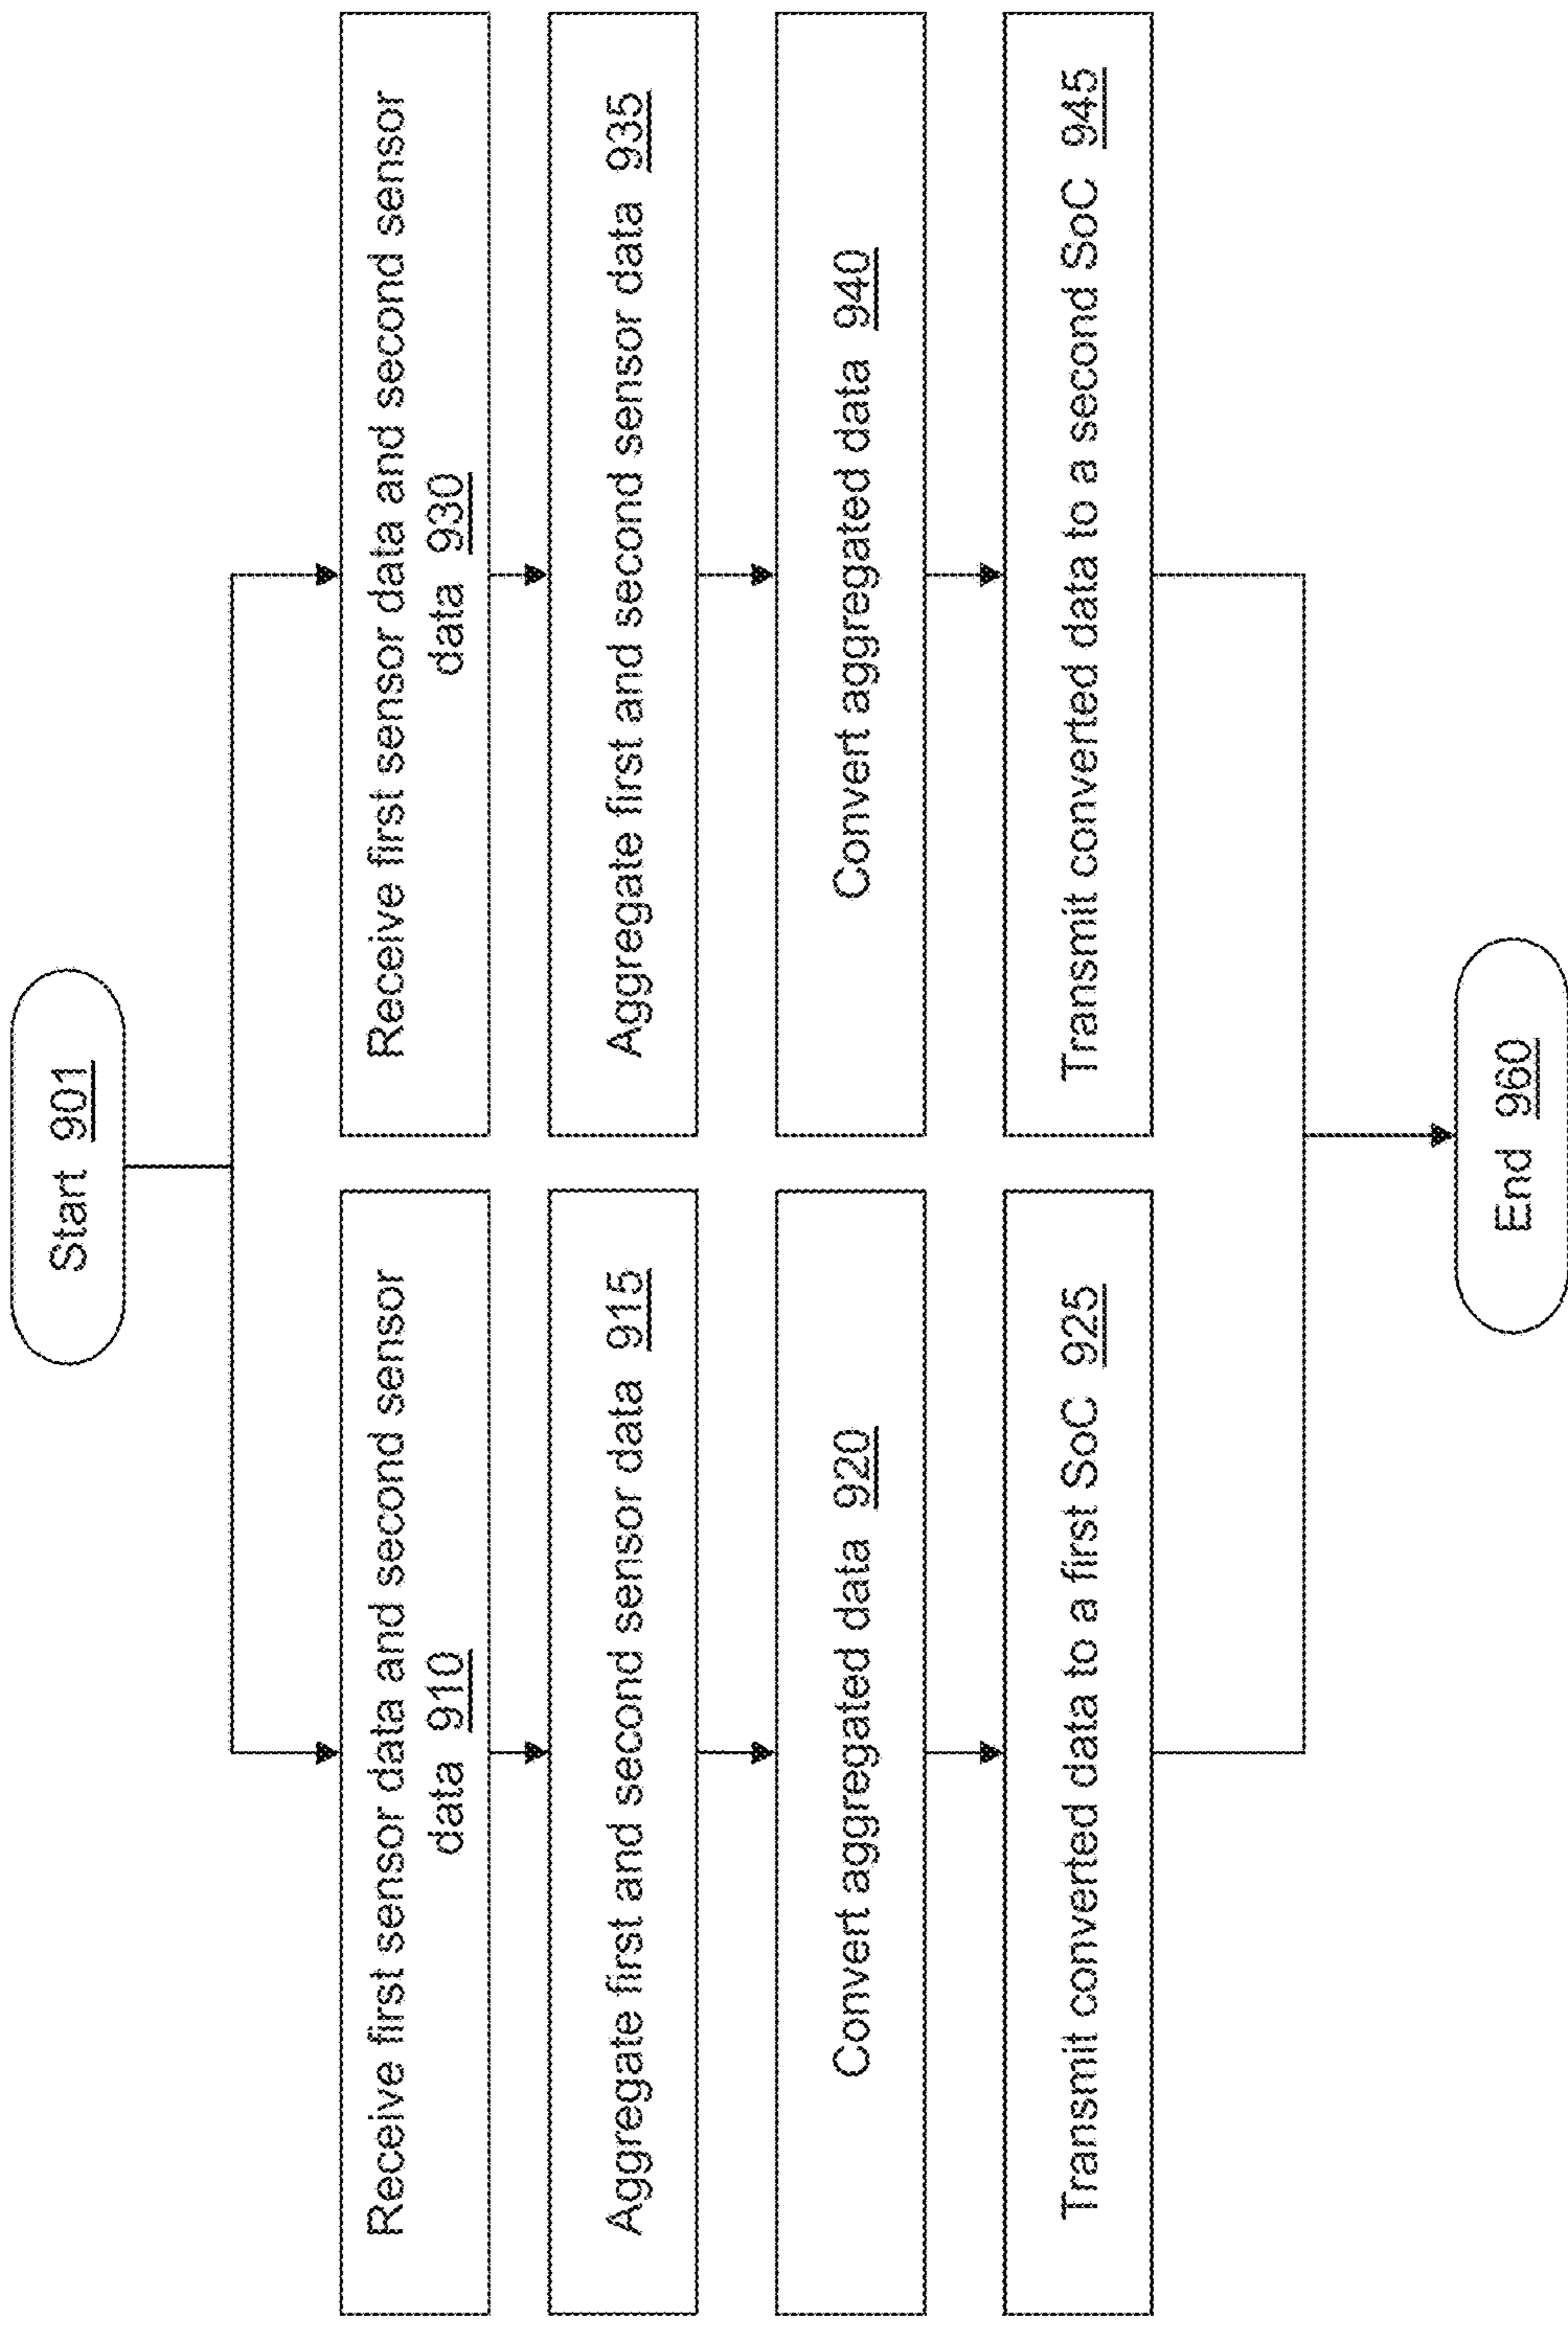 Start 901
Receive first sensor data and second sensor
data 910
Aggregate first and second sensor data 915
Convert aggregated data 920
Transmit converted data to a first SoC 925
Receive first sensor data and second sensor
data 930
Aggregate first and second sensor data 935
Convert aggregated data 940
Transmit converted data to a second SoC 945
End 960